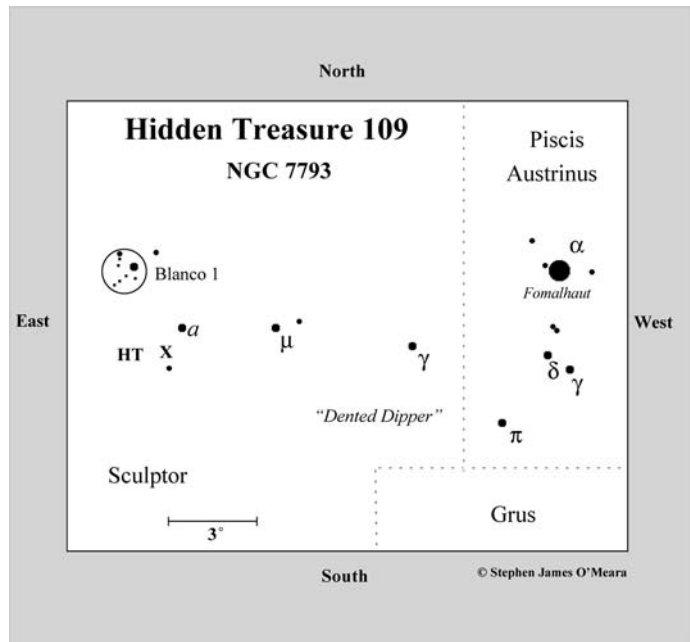 North
Hidden Treasure 109
NGC 7793
Piscis
Austrinus
α
Blanco 1
Fomalhaut
East
West
a
HT X
μ
γ
δ
γ
"Dented Dipper"
π
Sculptor
Grus
3°
South
© Stephen James O'Meara